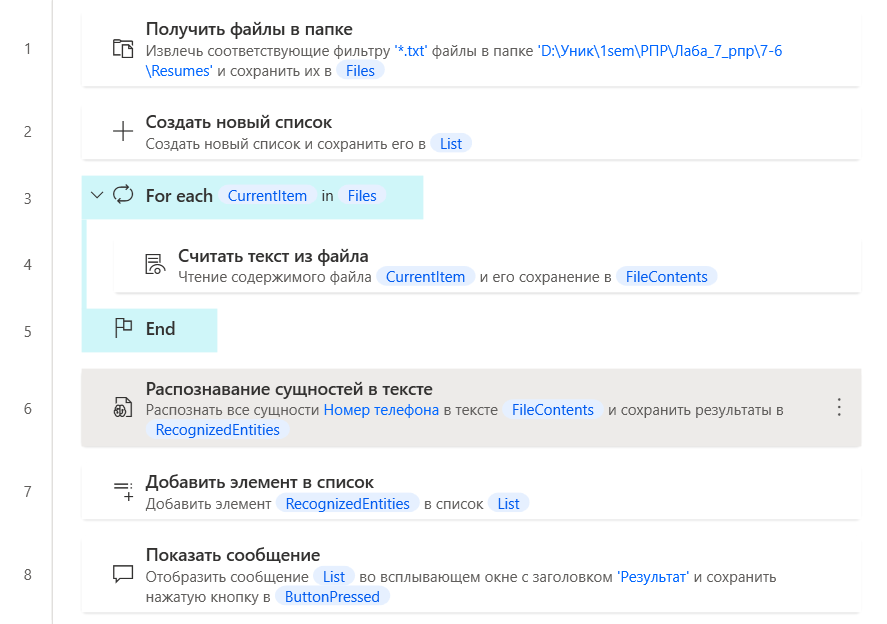 1
Получить файлы в папке
Извлечь соответствующие фильтру '*.txt' файлы в папке 'D:\Уник\1sem\РПР\Лаба_7_рпр\7-6
\Resumes' и сохранить их в Files
2
Создать новый список
Создать новый список и сохранить его в List
3
For each CurrentItem in Files
4
Считать текст из файла
Чтение содержимого файла CurrentItem и его сохранение в FileContents
5
End
6
Распознавание сущностей в тексте
Распознать все сущности Номер телефона в тексте FileContents и сохранить результаты в
RecognizedEntities
7
Добавить элемент в список
Добавить элемент RecognizedEntities в список List
8
Показать сообщение
Отобразить сообщение List во всплывающем окне с заголовком 'Результат' и сохранить
нажатую кнопку в ButtonPressed